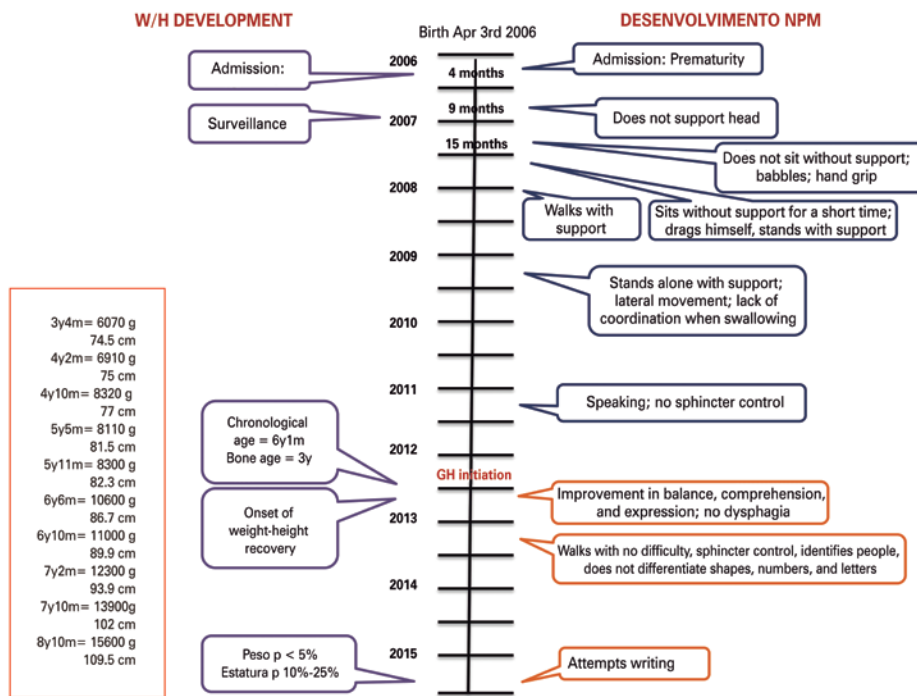 W/H DEVELOPMENT
DESENVOLVIMENTO NPM
Birth Apr 3rd 2006
2006
4 months
9 months
2007
15 months
2008
2009
2010
2011
2012
GH initiation
2013
2014
2015
Admission:
Surveillance
Chronological
age = 6y1m
Bone age = 3y
Onset of
weight-height
recovery
Peso p < 5%
Estatura p 10%-25%
3y4m= 6070 g
74.5 cm
4y2m= 6910 g
75 cm
4y10m= 8320 g
77 cm
5y5m= 8110 g
81.5 cm
5y11m= 8300 g
82.3 cm
6y6m= 10600 g
86.7 cm
6y10m= 11000 g
89.9 cm
7y2m= 12300 g
93.9 cm
7y10m= 13900g
102 cm
8y10m= 15600 g
109.5 cm
Admission: Prematurity
Does not support head
Does not sit without support;
babbles; hand grip
Walks with
support
Sits without support for a short time;
drags himself, stands with support
Stands alone with support;
lateral movement; lack of
coordination when swallowing
Speaking; no sphincter control
Improvement in balance, comprehension,
and expression; no dysphagia
Walks with no difficulty, sphincter control, identifies people,
does not differentiate shapes, numbers, and letters
Attempts writing